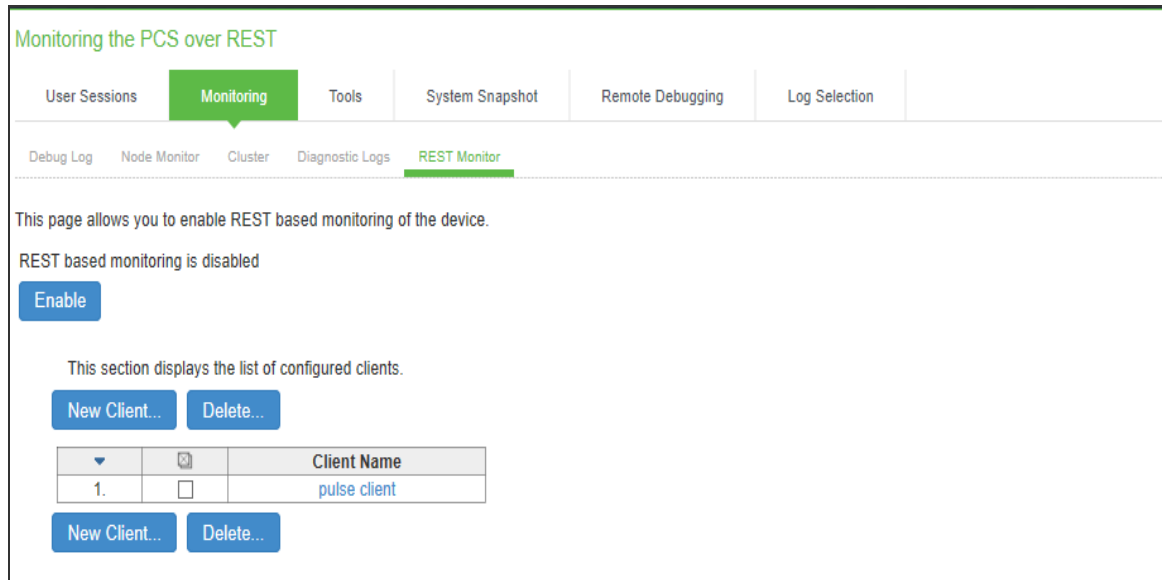 Monitoring the PCS over REST
User Sessions Monitoring Tools System Snapshot Remote Debugging Log Selection
Debug Log Node Monitor Cluster Diagnostic Logs REST Monitor
This page allows you to enable REST based monitoring of the device.
REST based monitoring is disabled
Enable
This section displays the list of configured clients.
New Client... Delete...
Client Name
1. pulse client
New Client... Delete...